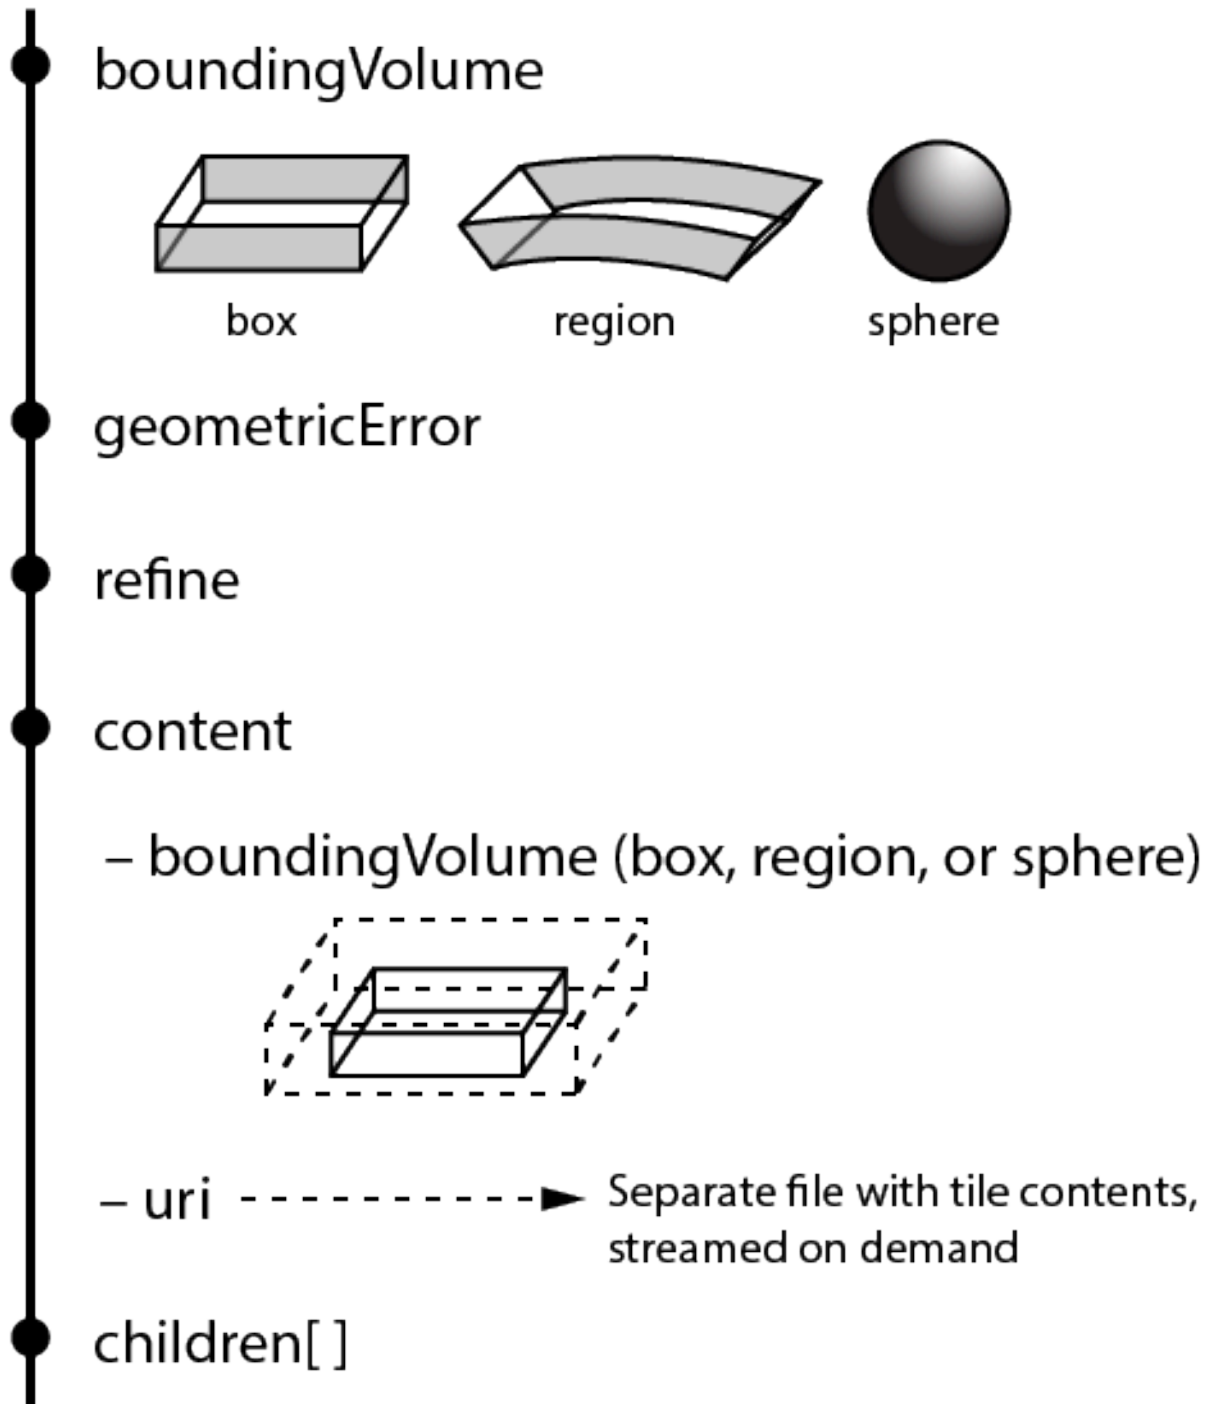 boundingVolume
box region sphere
geometricError
refine
content
– boundingVolume (box, region, or sphere)
– uri Separate file with tile contents,
streamed on demand
children[ ]